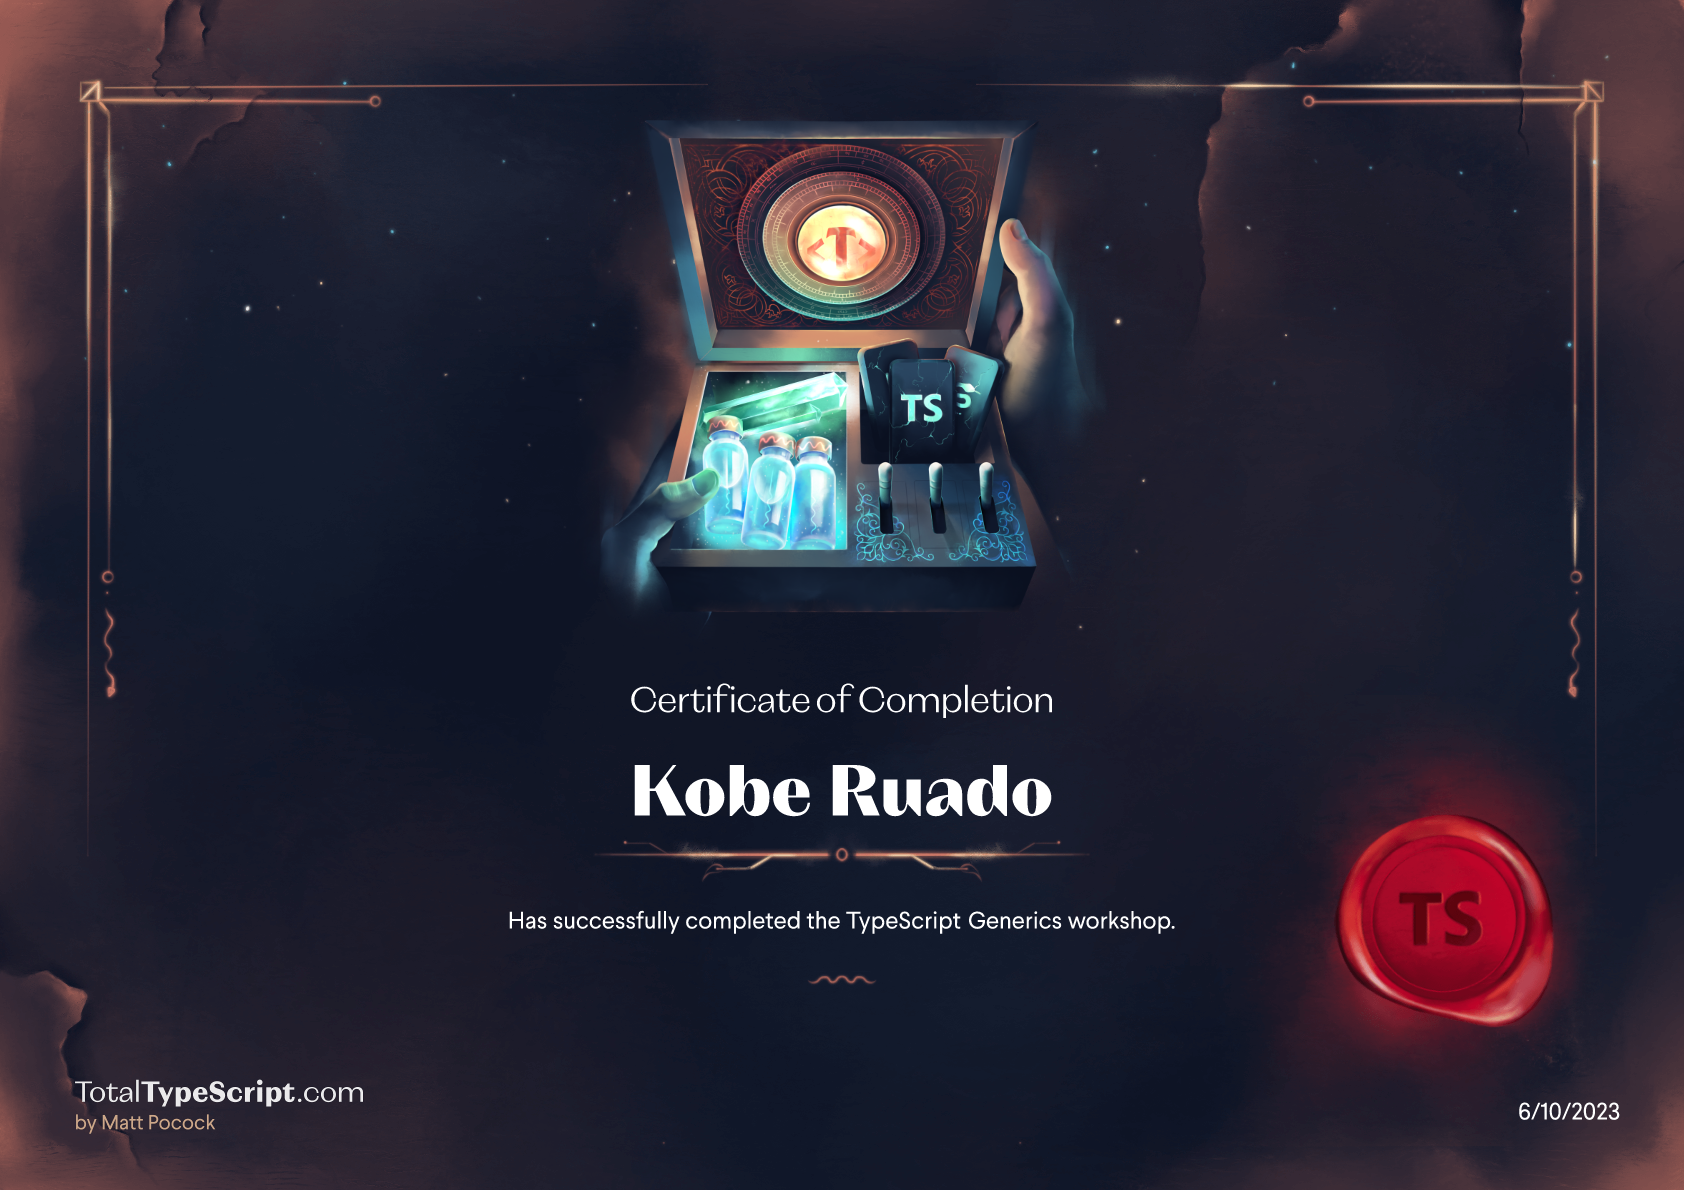 <T>
TS
S
Certificate of Completion
Kobe Ruado
Has successfully completed the TypeScript Generics workshop.
TS
TotalTypeScript.com
by Matt Pocock
6/10/2023